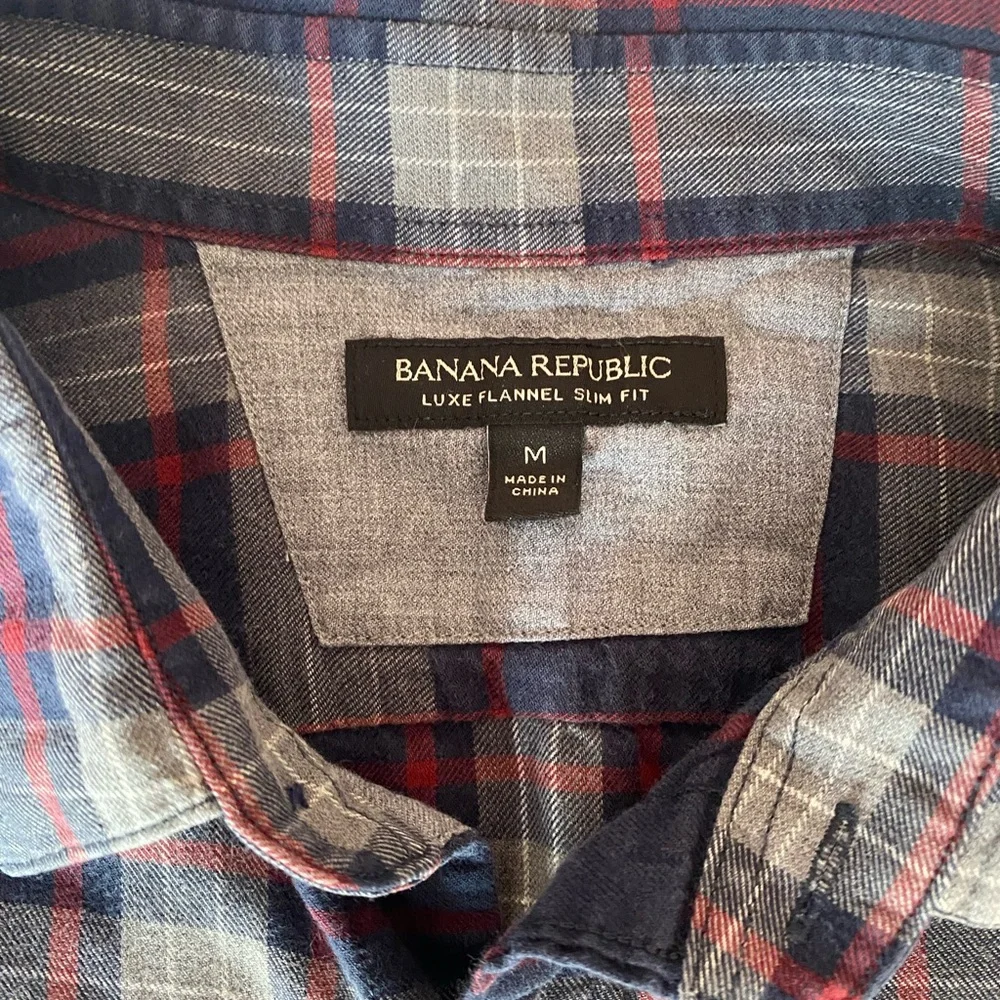 BANANA REPUBLIC
LUXE FLANNEL SLIM FIT
M
MADE IN
CHINA